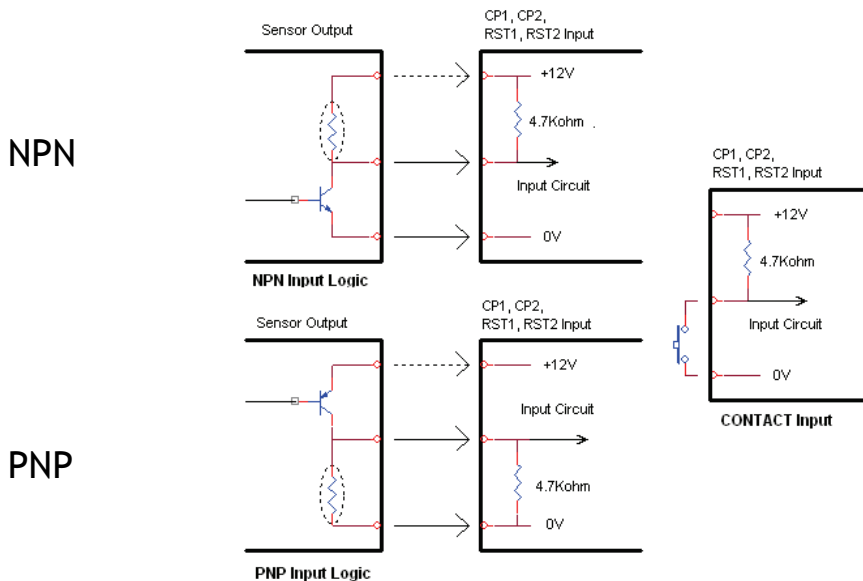 NPN
Sensor Output
CP1, CP2,
RST1, RST2 Input
+12V
4.7Kohm
Input Circuit
0V
NPN Input Logic
Sensor Output
CP1, CP2,
RST1, RST2 Input
+12V
Input Circuit
4.7Kohm
0V
PNP
PNP Input Logic
CP1, CP2,
RST1, RST2 Input
+12V
4.7Kohm
Input Circuit
0V
CONTACT Input